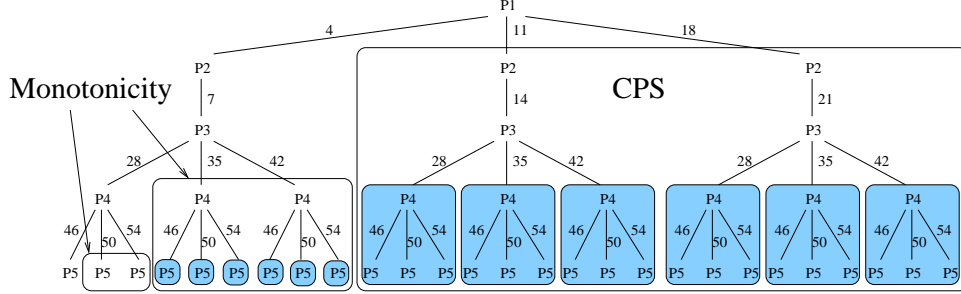 P1
4 11 18
P2 P2 P2
Monotonicity CPS
7 14 21
P3 P3 P3
28 35 42 28 35 42 28 35 42
P4 P4 P4 P4 P4 P4 P4 P4 P4
46 50 54 46 50 54 46 50 54 46 50 54 46 50 54 46 50 54 46 50 54 46 50 54 46 50 54
P5 P5 P5 P5 P5 P5 P5 P5 P5 P5 P5 P5 P5 P5 P5 P5 P5 P5 P5 P5 P5 P5 P5 P5 P5 P5 P5